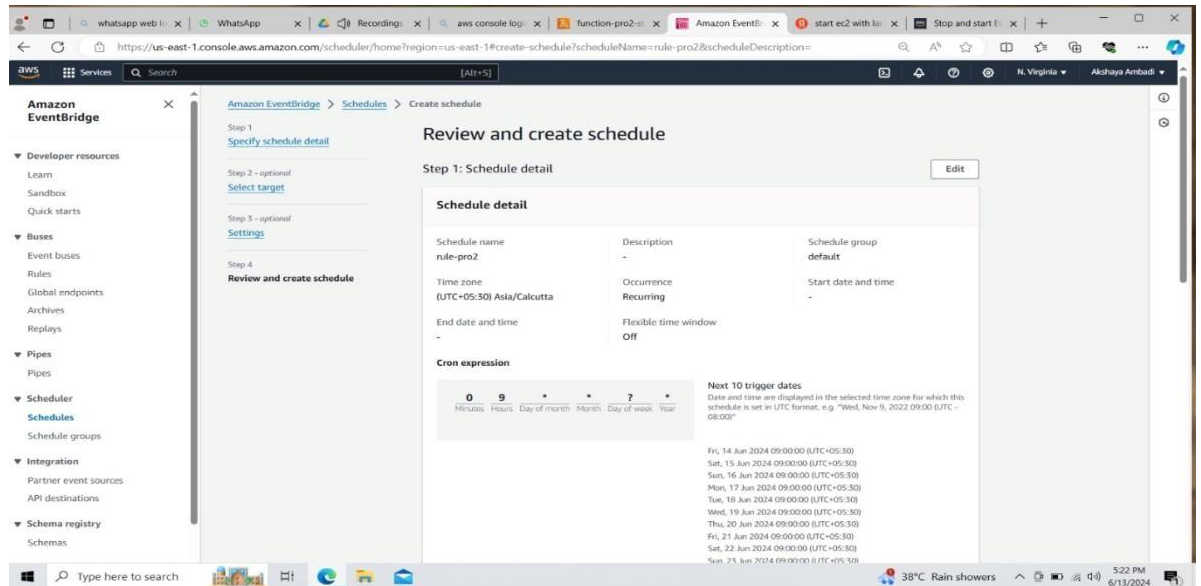 whatsapp web lo
WhatsApp
Recordings
aws console logi
function-pro2-st
Amazon EventBr
start ec2 with lan
Stop and start EC
https://us-east-1.console.aws.amazon.com/scheduler/home?region=us-east-1#create-schedule?scheduleName=rule-pro2&scheduleDescription=
aws
Services
Search
[Alt+S]
N. Virginia
Akshaya Ambadi
Amazon
EventBridge
Developer resources
Learn
Sandbox
Quick starts
Buses
Event buses
Rules
Global endpoints
Archives
Replays
Pipes
Pipes
Scheduler
Schedules
Schedule groups
Integration
Partner event sources
API destinations
Schema registry
Schemas
Amazon EventBridge > Schedules > Create schedule
Step 1
Specify schedule detail
Step 2 - optional
Select target
Step 3 - optional
Settings
Step 4
Review and create schedule
Review and create schedule
Step 1: Schedule detail
Edit
Schedule detail
Schedule name
rule-pro2
Description
-
Schedule group
default
Time zone
(UTC+05:30) Asia/Calcutta
Occurrence
Recurring
Start date and time
-
End date and time
-
Flexible time window
Off
Cron expression
0 9 * * ? *
Minutes Hours Day of month Month Day of week Year
Next 10 trigger dates
Date and time are displayed in the selected time zone for which this
schedule is set in UTC format, e.g. "Wed, Nov 9, 2022 09:00 (UTC -
08:00)"
Fri, 14 Jun 2024 09:00:00 (UTC+05:30)
Sat, 15 Jun 2024 09:00:00 (UTC+05:30)
Sun, 16 Jun 2024 09:00:00 (UTC+05:30)
Mon, 17 Jun 2024 09:00:00 (UTC+05:30)
Tue, 18 Jun 2024 09:00:00 (UTC+05:30)
Wed, 19 Jun 2024 09:00:00 (UTC+05:30)
Thu, 20 Jun 2024 09:00:00 (UTC+05:30)
Fri, 21 Jun 2024 09:00:00 (UTC+05:30)
Sat, 22 Jun 2024 09:00:00 (UTC+05:30)
Sun, 23 Jun 2024 09:00:00 (UTC+05:30)
Type here to search
38°C Rain showers
5:22 PM
6/13/2024